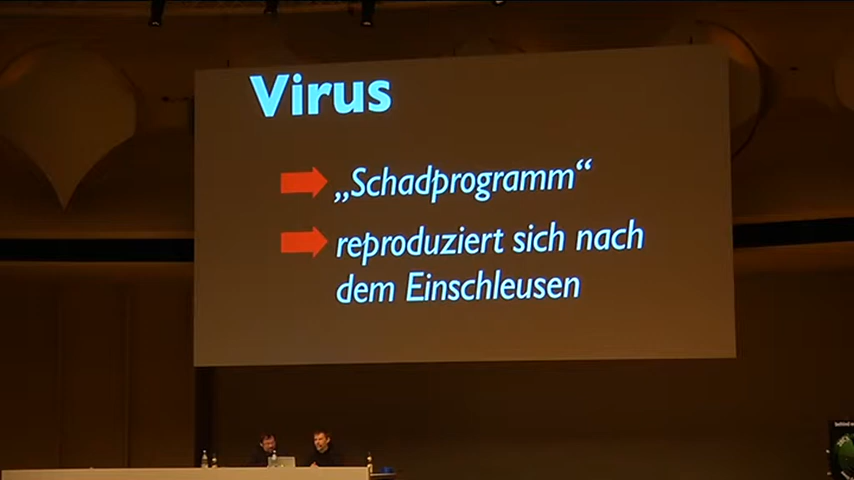 Virus
„Schadprogramm“
reproduziert sich nach
dem Einschleusen